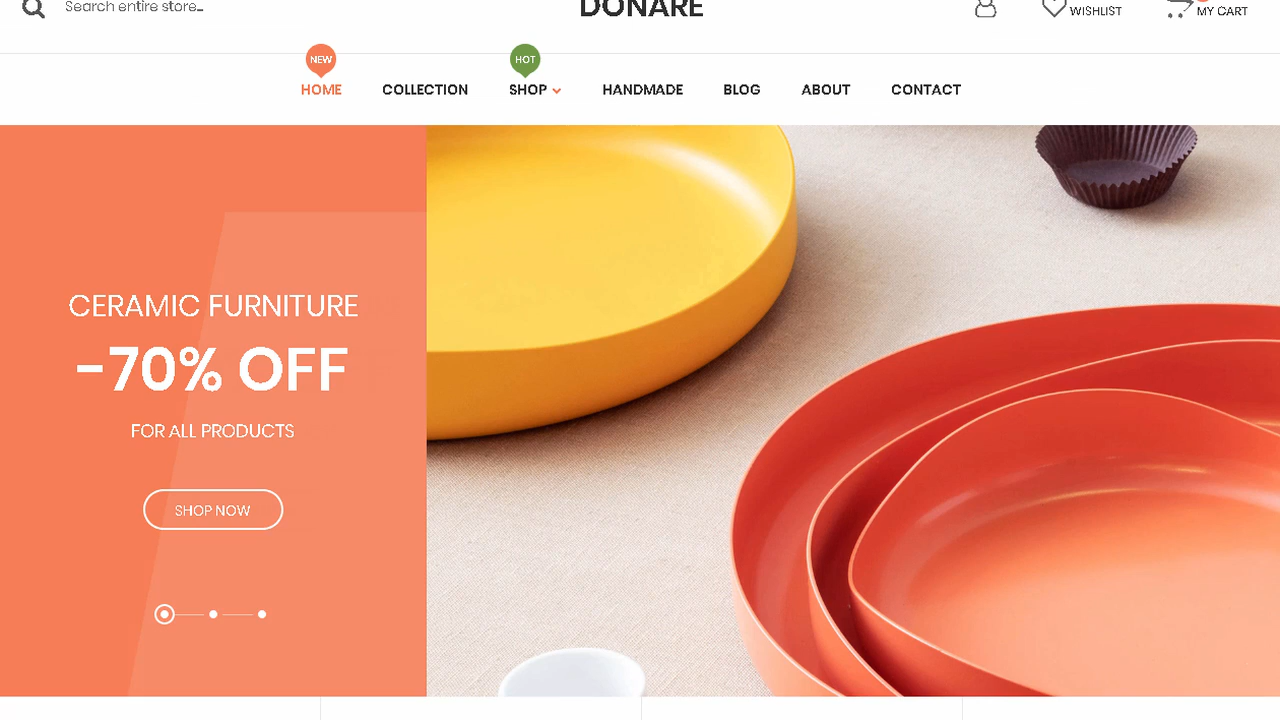 Search entire store...
DONARE
WISHLIST
MY CART
NEW
HOT
HOME
COLLECTION
SHOP
HANDMADE
BLOG
ABOUT
CONTACT
CERAMIC FURNITURE
-70% OFF
FOR ALL PRODUCTS
SHOP NOW